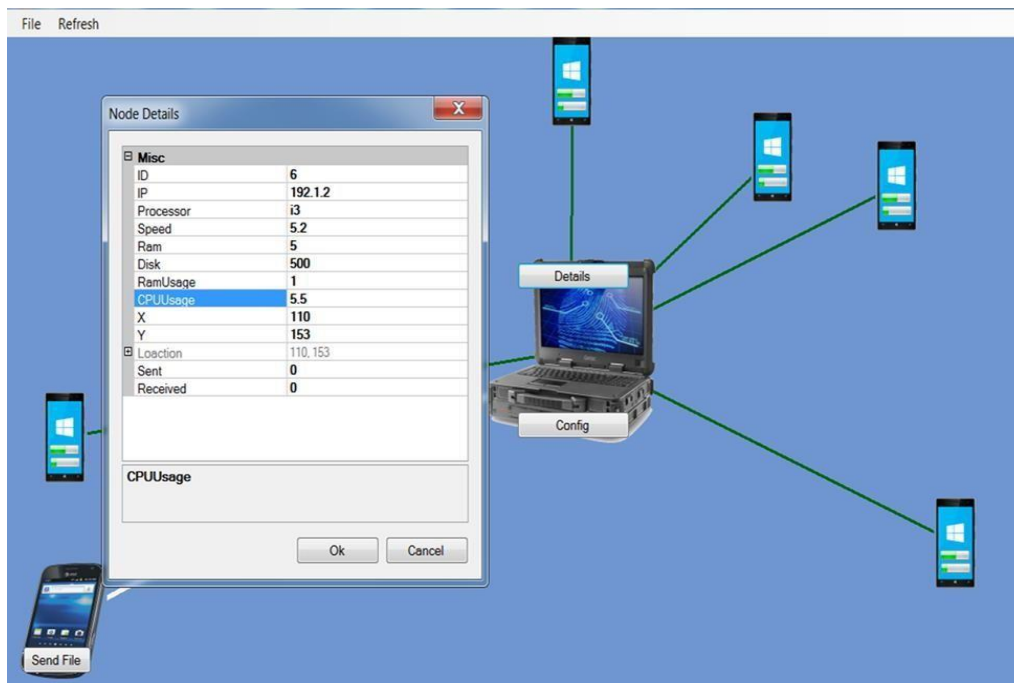 File Refresh
Node Details
Misc
ID 6
IP 192.1.2
Processor i3
Speed 5.2
Ram 5
Disk 500
RamUsage 1
CPUUsage 5.5
X 110
Y 153
Loaction 110, 153
Sent 0
Received 0
CPUUsage
Ok Cancel
Details
Config
Send File